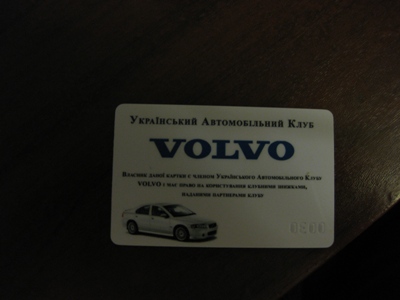 Український Автомобільний Клуб
VOLVO
Власник даної картки є членом Українського Автомобільного Клубу
VOLVO і має право на користування клубними знижками,
наданими партнерами клубу